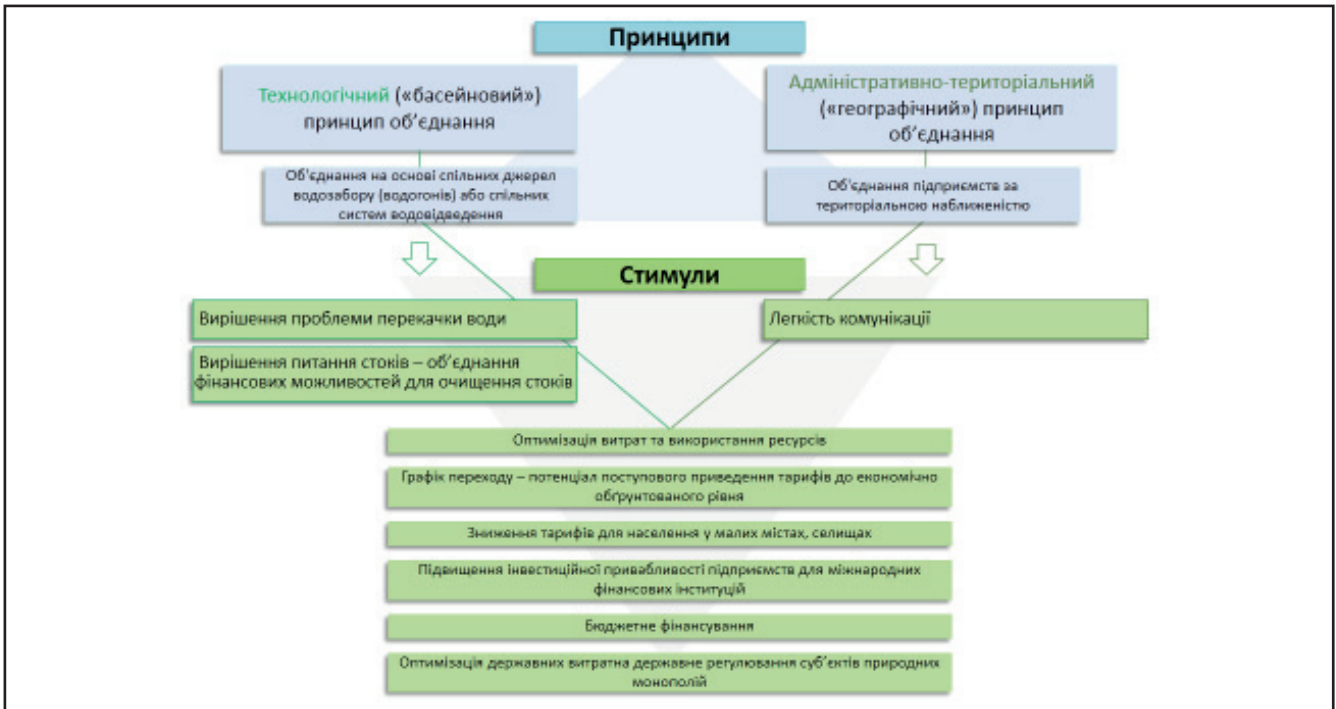 Принципи
Технологічний («басейновий»)
принцип об’єднання
Адміністративно-територіальний
(«географічний») принцип
об’єднання
Об’єднання на основі спільних джерел
водозабору (водогонів) або спільних
систем водовідведення
Об’єднання підприємств за
територіальною наближеністю
Стимули
Вирішення проблеми перекачки води
Вирішення питання стоків – об’єднання
фінансових можливостей для очищення стоків
Легкість комунікації
Оптимізація витрат та використання ресурсів
Графік переходу – потенціал поступового приведення тарифів до економічно
обґрунтованого рівня
Зниження тарифів для населення у малих містах, селищах
Підвищення інвестиційної привабливості підприємств для міжнародних
фінансових інституцій
Бюджетне фінансування
Оптимізація державних витратна державне регулювання суб’єктів природних
монополій